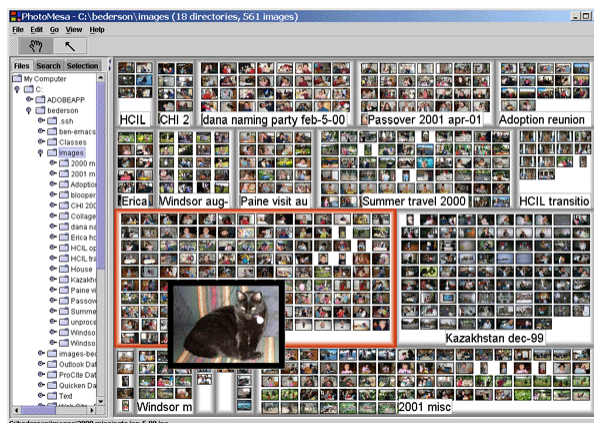 PhotoMesa - C:\bederson\images (18 directories, 561 images)
File Edit Go View Help
Files Search Selection
My Computer
C:
ADOBEAPP
bederson
.ssh
ben-emacs
Classes
images
2000 m
2001 m
Adoption
blooper
CHI 200
Collage
dana na
Erica ho
HCIL op
HCIL tra
House
Kazakhs
Paine vi
Passove
Summe
unproce
Windso
Windso
images-bed
Outlook Dat
ProCite Dat
Quicken Da
Text
HCIL CHI 2 dana naming party feb-5-00 Passover 2001 apr-01 Adoption reunion
Erica Windsor aug- Paine visit au Summer travel 2000 HCIL transitio
Kazakhstan dec-99
Windsor m 2001 misc